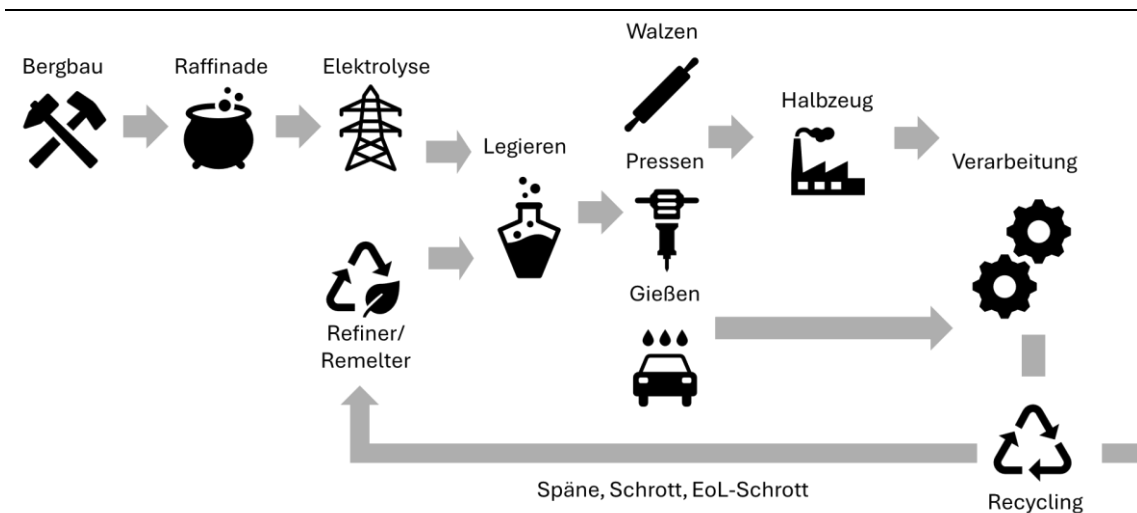 Walzen
Bergbau
Raffinade
Elektrolyse
Halbzeug
Legieren
Pressen
Verarbeitung
Gießen
Refiner/
Remelter
Späne, Schrott, EoL-Schrott
Recycling